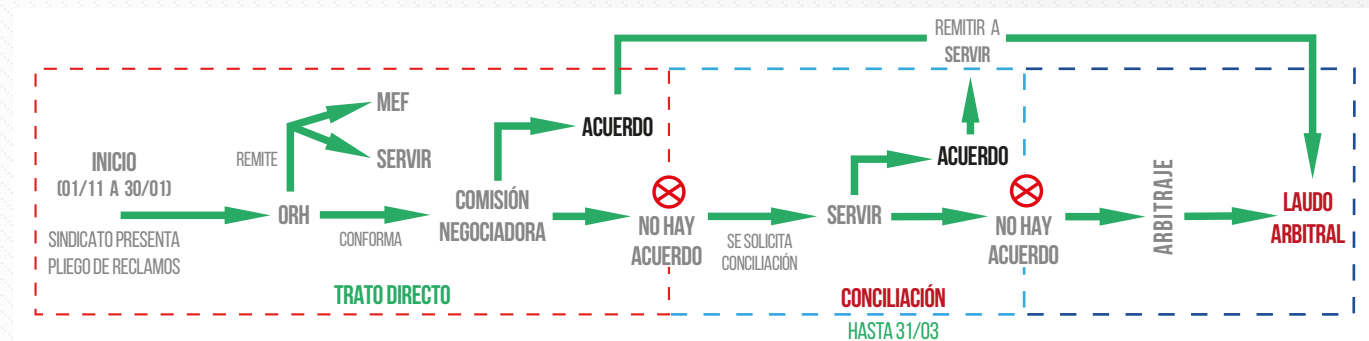 REMITIR A
SERVIR
INICIO
(01/11 A 30/01)
SINDICATO PRESENTA
PLIEGO DE RECLAMOS
REMITE
MEF
SERVIR
ORH
CONFORMA
COMISIÓN
NEGOCIADORA
ACUERDO
NO HAY
ACUERDO
TRATO DIRECTO
SE SOLICITA
CONCILIACIÓN
SERVIR
ACUERDO
NO HAY
ACUERDO
CONCILIACIÓN
HASTA 31/03
ARBITRAJE
LAUDO
ARBITRAL